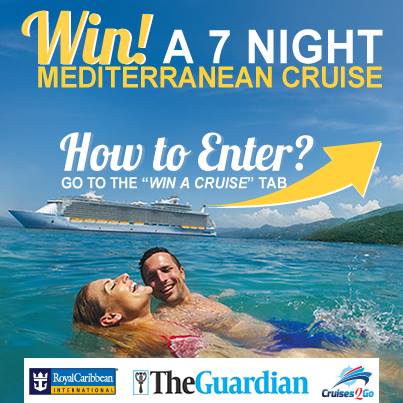 Win! A 7 NIGHT
MEDITERRANEAN CRUISE
How to Enter?
GO TO THE “WIN A CRUISE” TAB
RoyalCaribbean
INTERNATIONAL
TheGuardian
Cruises2Go